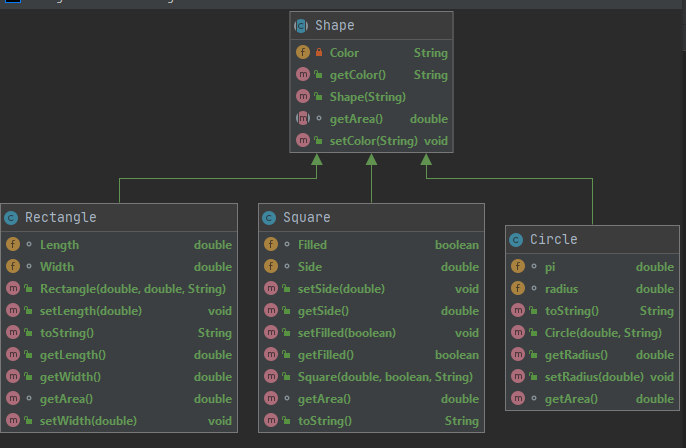 Shape
Color String
getColor() String
Shape(String)
getArea() double
setColor(String) void
Rectangle
Length double
Width double
Rectangle(double, double, String)
setLength(double) void
toString() String
getLength() double
getWidth() double
getArea() double
setWidth(double) void
Square
Filled boolean
Side double
setSide(double) void
getSide() double
setFilled(boolean) void
getFilled() boolean
Square(double, boolean, String)
getArea() double
toString() String
Circle
pi double
radius double
toString() String
Circle(double, String)
getRadius() double
setRadius(double) void
getArea() double